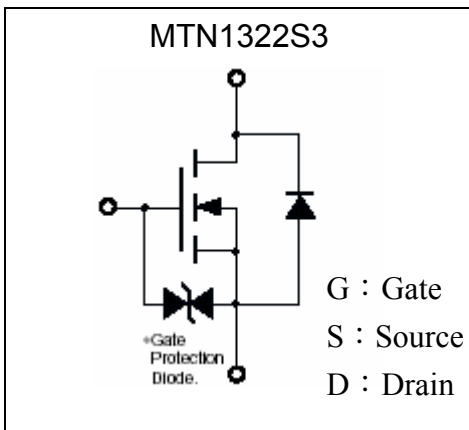 MTN1322S3
*Gate
Protection
Diode.
G：Gate
S：Source
D：Drain